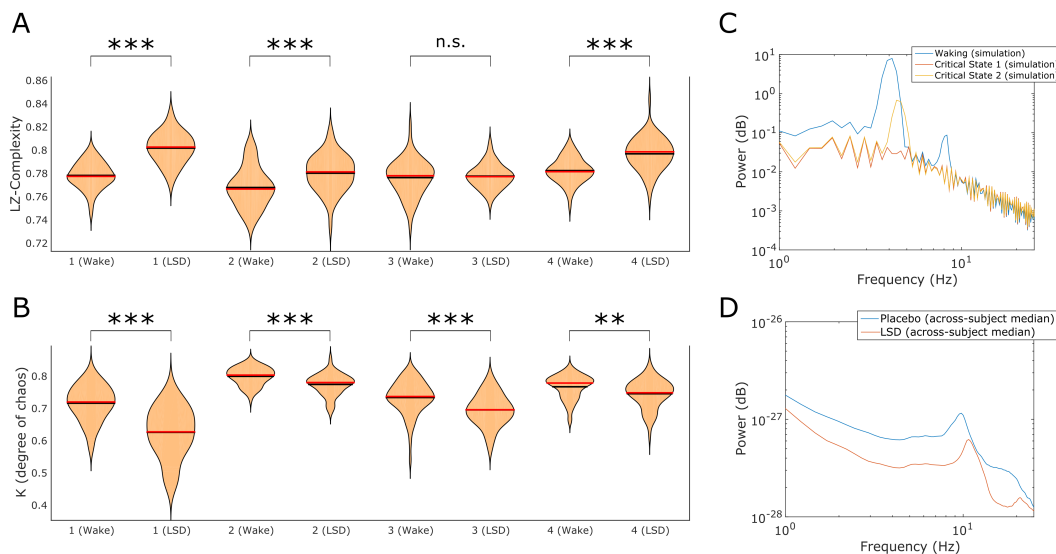 A
***
***
n.s.
***
LZ-Complexity
0.86
0.84
0.82
0.8
0.78
0.76
0.74
0.72
1 (Wake) 1 (LSD) 2 (Wake) 2 (LSD) 3 (Wake) 3 (LSD) 4 (Wake) 4 (LSD)
B
***
***
***
**
K (degree of chaos)
0.8
0.7
0.6
0.5
0.4
1 (Wake) 1 (LSD) 2 (Wake) 2 (LSD) 3 (Wake) 3 (LSD) 4 (Wake) 4 (LSD)
C
Waking (simulation)
Critical State 1 (simulation)
Critical State 2 (simulation)
Power (dB)
10^1
10^0
10^-1
10^-2
10^-3
10^-4
10^0 10^1
Frequency (Hz)
D
Placebo (across-subject median)
LSD (across-subject median)
Power (dB)
10^-26
10^-27
10^-28
10^0 10^1
Frequency (Hz)